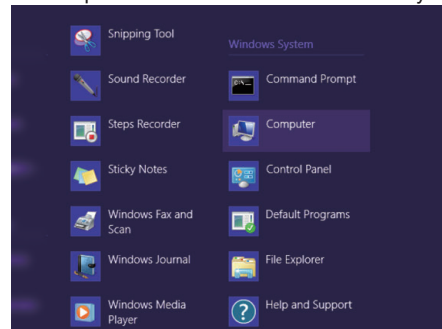 Snipping Tool
Sound Recorder
Steps Recorder
Sticky Notes
Windows Fax and
Scan
Windows Journal
Windows Media
Player
Windows System
Command Prompt
Computer
Control Panel
Default Programs
File Explorer
Help and Support